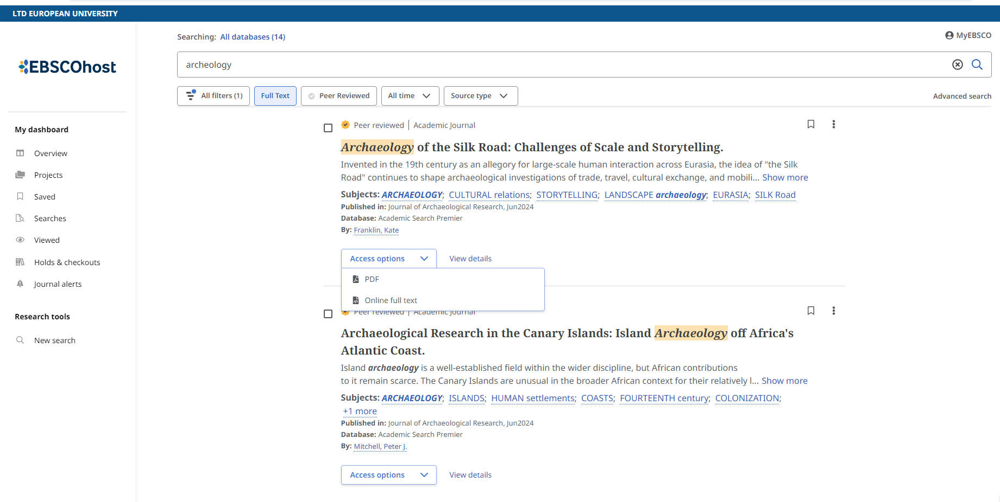 LTD EUROPEAN UNIVERSITY
Searching: All databases (14)
MyEBSCO
EBSCOhost
archeology
All filters (1)
Full Text
Peer Reviewed
All time
Source type
Advanced search
My dashboard
Overview
Projects
Saved
Searches
Viewed
Holds & checkouts
Journal alerts
Research tools
New search
Peer reviewed | Academic Journal
Archaeology of the Silk Road: Challenges of Scale and Storytelling.
Invented in the 19th century as an allegory for large-scale human interaction across Eurasia, the idea of "the Silk
Road" continues to shape archaeological investigations of trade, travel, cultural exchange, and mobili... Show more
Subjects: ARCHAEOLOGY; CULTURAL relations; STORYTELLING; LANDSCAPE archaeology; EURASIA; SILK Road
Published in: Journal of Archaeological Research, Jun2024
Database: Academic Search Premier
By: Franklin, Kate
Access options
View details
PDF
Online full text
Peer reviewed | Academic Journal
Archaeological Research in the Canary Islands: Island Archaeology off Africa's
Atlantic Coast.
Island archaeology is a well-established field within the wider discipline, but African contributions
to it remain scarce. The Canary Islands are unusual in the broader African context for their relatively l... Show more
Subjects: ARCHAEOLOGY; ISLANDS; HUMAN settlements; COASTS; FOURTEENTH century; COLONIZATION;
+1 more
Published in: Journal of Archaeological Research, Jun2024
Database: Academic Search Premier
By: Mitchell, Peter J.
Access options
View details